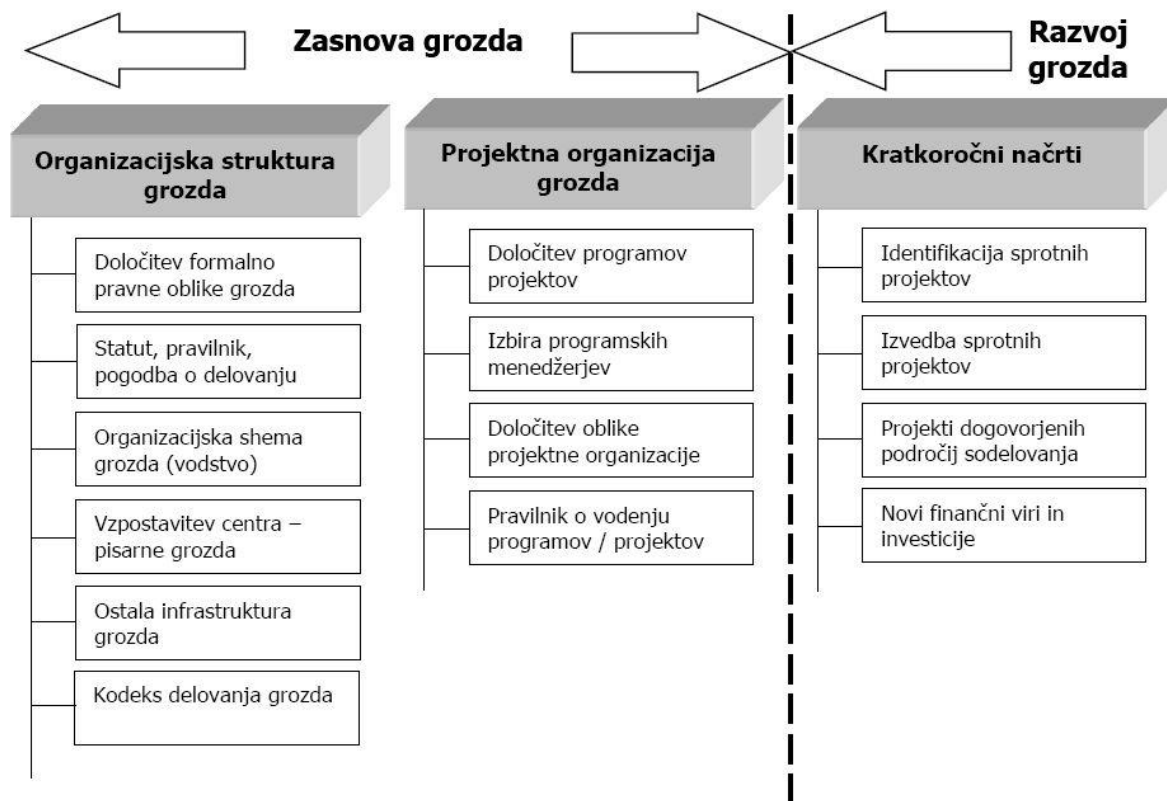 Zasnova grozda
Razvoj
grozda
Organizacijska struktura
grozda
Določitev formalno
pravne oblike grozda
Statut, pravilnik,
pogodba o delovanju
Organizacijska shema
grozda (vodstvo)
Vzpostavitev centra –
pisarne grozda
Ostala infrastruktura
grozda
Kodeks delovanja grozda
Projektna organizacija
grozda
Določitev programov
projektov
Izbira programskih
menedžerjev
Določitev oblike
projektne organizacije
Pravilnik o vodenju
programov / projektov
Kratkoročni načrti
Identifikacija sprotnih
projektov
Izvedba sprotnih
projektov
Projekti dogovorjenih
področij sodelovanja
Novi finančni viri in
investicije